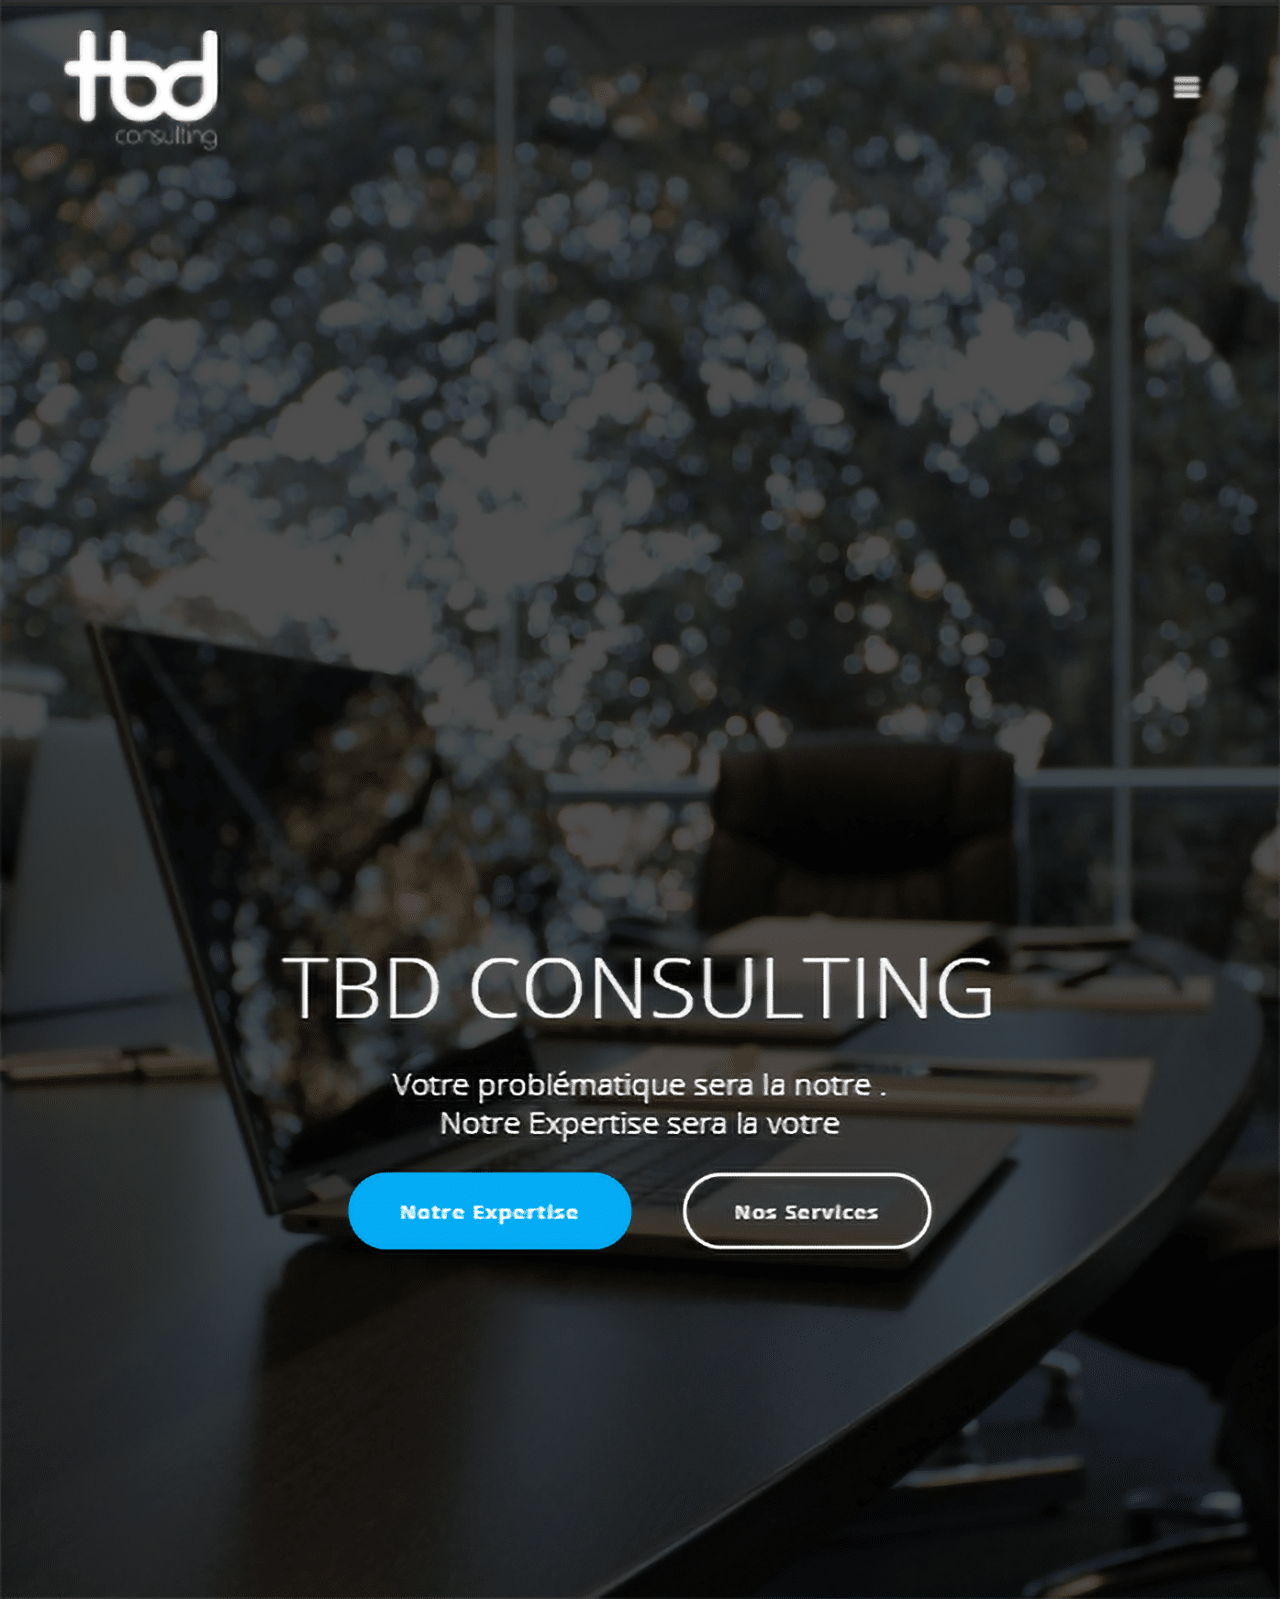 tbd
consulting
TBD CONSULTING
Votre problématique sera la notre .
Notre Expertise sera la votre
Notre Expertise
Nos Services